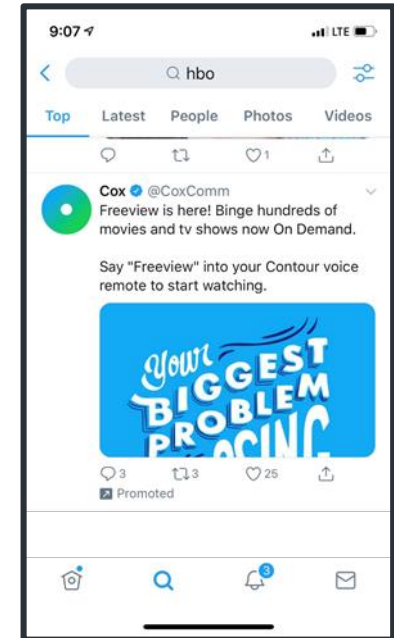 9:07 LTE
hbo
Top Latest People Photos Videos
1
Cox @CoxComm
Freeview is here! Binge hundreds of
movies and tv shows now On Demand.
Say "Freeview" into your Contour voice
remote to start watching.
Your
BIGGEST
PROBLEM
3 3 25
Promoted
3